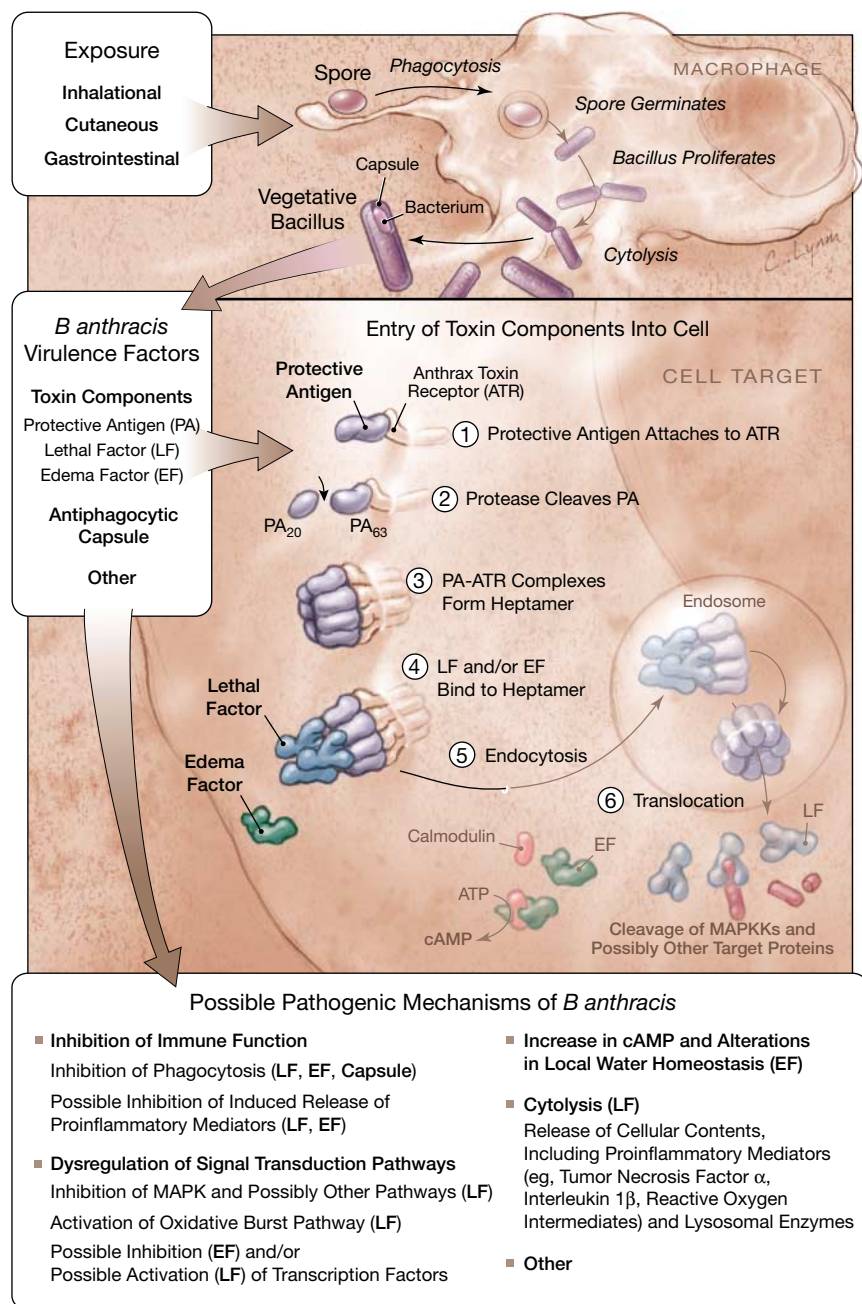 Exposure
Inhalational
Cutaneous
Gastrointestinal
MACROPHAGE
Spore
Phagocytosis
Spore Germinates
Bacillus Proliferates
Capsule
Vegetative
Bacillus
Bacterium
Cytolysis
C. Lynm
B anthracis
Virulence Factors
Toxin Components
Protective Antigen (PA)
Lethal Factor (LF)
Edema Factor (EF)
Antiphagocytic
Capsule
Other
Entry of Toxin Components Into Cell
CELL TARGET
Protective
Antigen
Anthrax Toxin
Receptor (ATR)
1 Protective Antigen Attaches to ATR
2 Protease Cleaves PA
PA20
PA63
3 PA-ATR Complexes
Form Heptamer
Endosome
4 LF and/or EF
Bind to Heptamer
Lethal
Factor
5 Endocytosis
Edema
Factor
6 Translocation
LF
Calmodulin
EF
ATP
cAMP
Cleavage of MAPKKs and
Possibly Other Target Proteins
Possible Pathogenic Mechanisms of B anthracis
Inhibition of Immune Function
Inhibition of Phagocytosis (LF, EF, Capsule)
Possible Inhibition of Induced Release of
Proinflammatory Mediators (LF, EF)
Dysregulation of Signal Transduction Pathways
Inhibition of MAPK and Possibly Other Pathways (LF)
Activation of Oxidative Burst Pathway (LF)
Possible Inhibition (EF) and/or
Possible Activation (LF) of Transcription Factors
Increase in cAMP and Alterations
in Local Water Homeostasis (EF)
Cytolysis (LF)
Release of Cellular Contents,
Including Proinflammatory Mediators
(eg, Tumor Necrosis Factor α,
Interleukin 1β, Reactive Oxygen
Intermediates) and Lysosomal Enzymes
Other